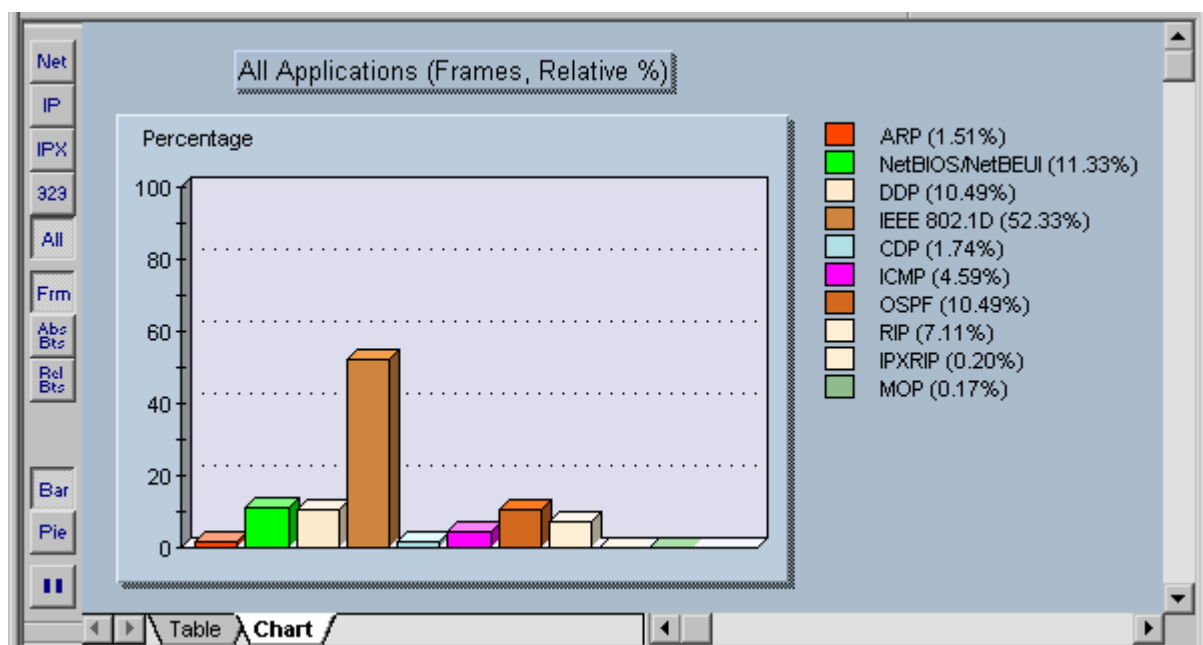 Net
IP
IPX
323
All
Frm
Abs
Bts
Rel
Bts
Bar
Pie
All Applications (Frames, Relative %)
Percentage
100
80
60
40
20
0
ARP (1.51%)
NetBIOS/NetBEUI (11.33%)
DDP (10.49%)
IEEE 802.1D (52.33%)
CDP (1.74%)
ICMP (4.59%)
OSPF (10.49%)
RIP (7.11%)
IPXRIP (0.20%)
MOP (0.17%)
Table
Chart